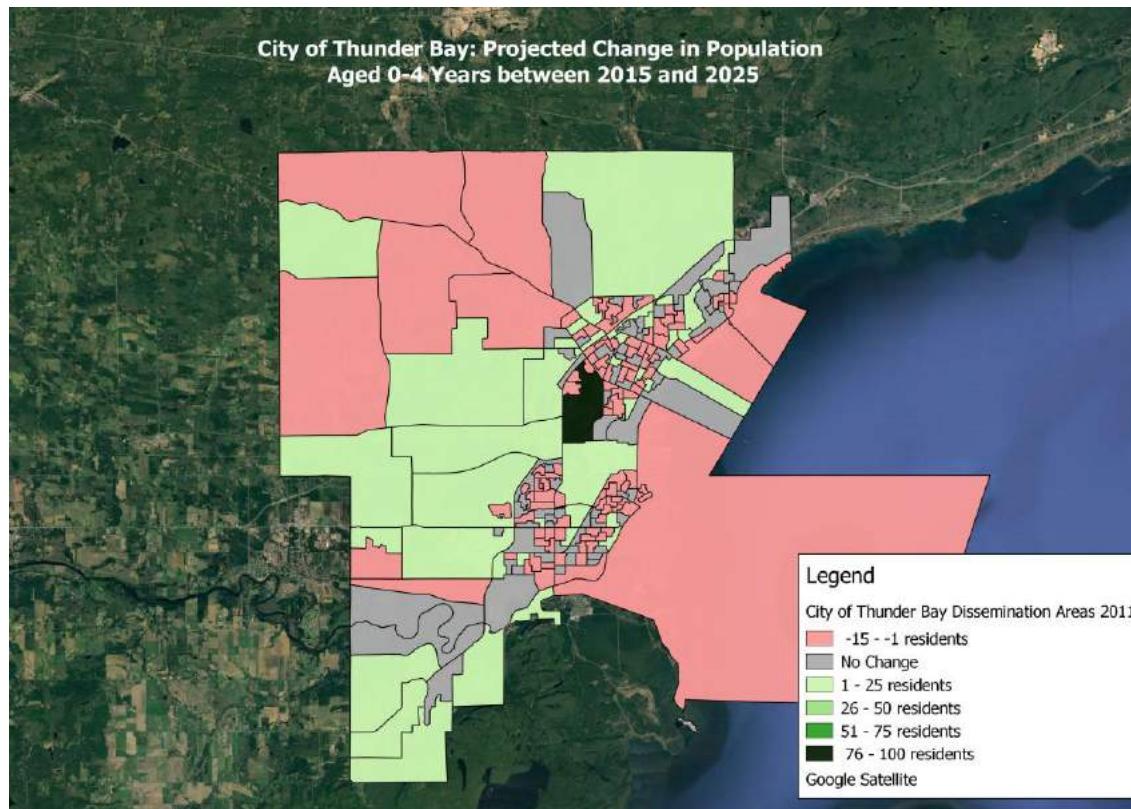 City of Thunder Bay: Projected Change in Population
Aged 0-4 Years between 2015 and 2025
Legend
City of Thunder Bay Dissemination Areas 2011
-15 - -1 residents
No Change
1 - 25 residents
26 - 50 residents
51 - 75 residents
76 - 100 residents
Google Satellite